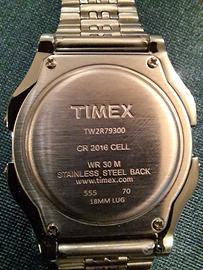 TIMEX
TW2R79300
CR 2016 CELL
WR 30 M
STAINLESS STEEL BACK
www.timex.com
555 70
18MM LUG